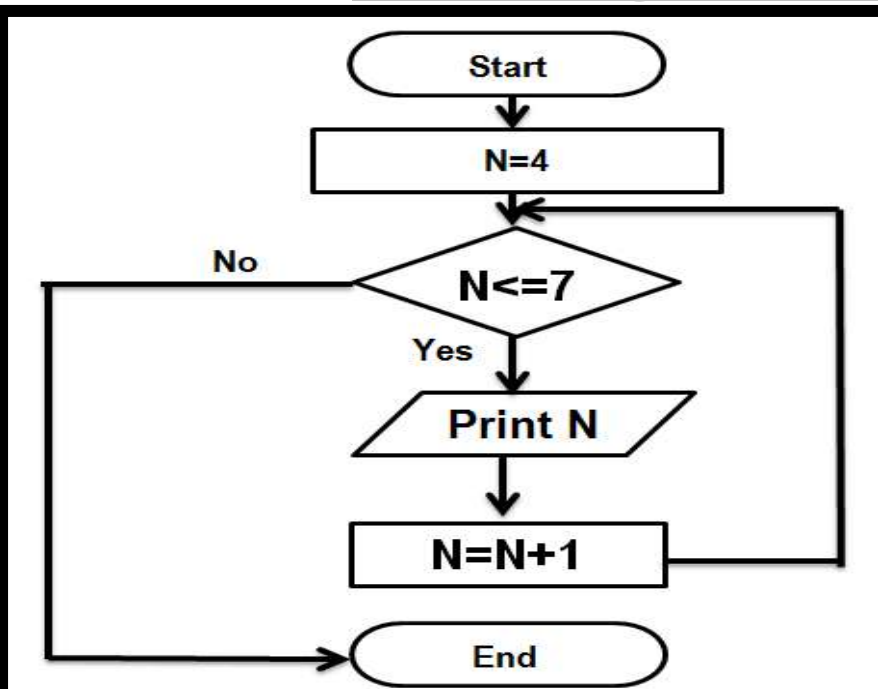 Start
N=4
No
N<=7
Yes
Print N
N=N+1
End